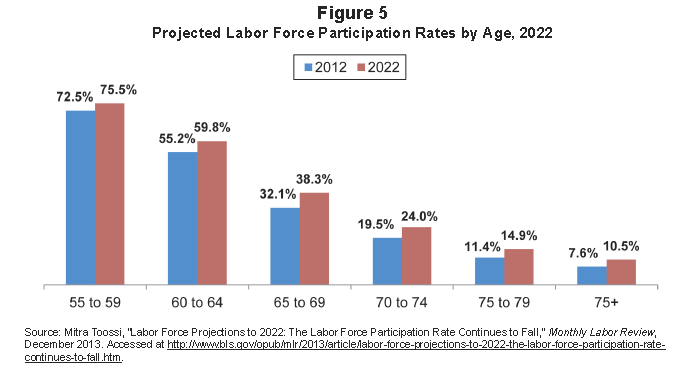 Figure 5
Projected Labor Force Participation Rates by Age, 2022
2012 2022
72.5% 75.5%
55.2% 59.8%
32.1% 38.3%
19.5% 24.0%
11.4% 14.9%
7.6% 10.5%
55 to 59 60 to 64 65 to 69 70 to 74 75 to 79 75+
Source: Mitra Toossi, "Labor Force Projections to 2022: The Labor Force Participation Rate Continues to Fall," Monthly Labor Review,
December 2013. Accessed at http://www.bls.gov/opub/mlr/2013/article/labor-force-projections-to-2022-the-labor-force-participation-rate-
continues-to-fall.htm.